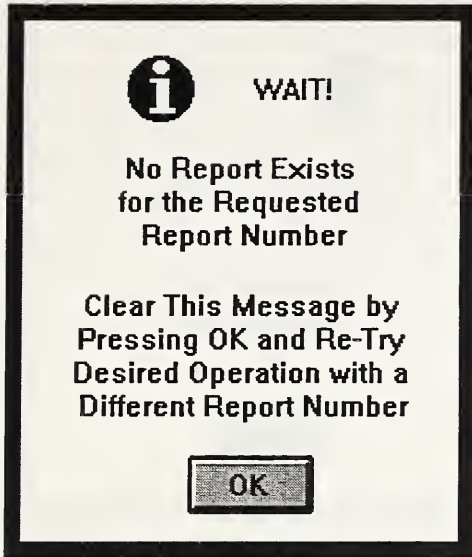 WAIT!
No Report Exists
for the Requested
Report Number
Clear This Message by
Pressing OK and Re-Try
Desired Operation with a
Different Report Number
OK